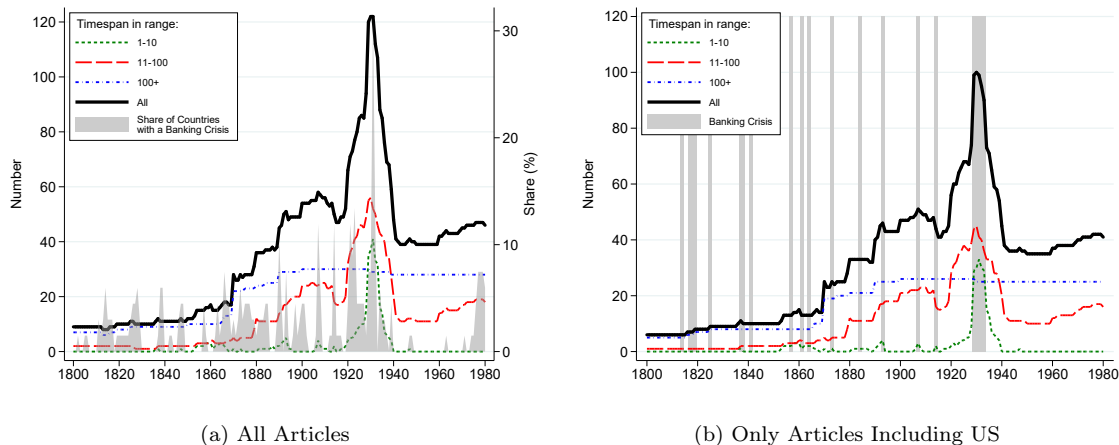 Timespan in range:
1-10
11-100
100+
All
Share of Countries
with a Banking Crisis
Number
120
100
80
60
40
20
0
Share (%)
30
20
10
0
1800 1820 1840 1860 1880 1900 1920 1940 1960 1980
(a) All Articles
Timespan in range:
1-10
11-100
100+
All
Banking Crisis
Number
120
100
80
60
40
20
0
1800 1820 1840 1860 1880 1900 1920 1940 1960 1980
(b) Only Articles Including US